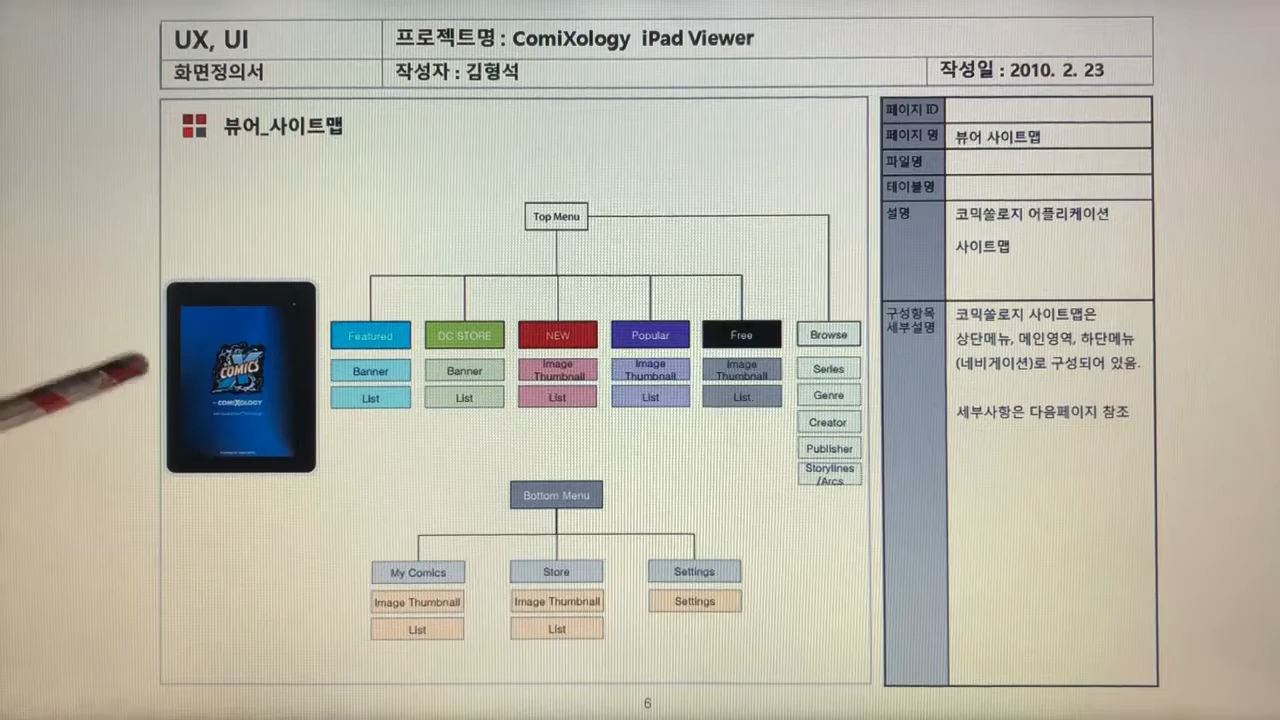 UX, UI
프로젝트명 : ComiXology iPad Viewer
화면정의서
작성자 : 김형석
작성일 : 2010. 2. 23
뷰어_사이트맵
Top Menu
Featured
DC STORE
NEW
Popular
Free
Browse
Banner
Banner
Image
Thumbnail
Image
Thumbnail
Image
Thumbnail
Series
List
List
List
List
List
Genre
Creator
Publisher
Storylines
/Arcs
COMICS
COMIXOLOGY
Bottom Menu
My Comics
Store
Settings
Image Thumbnail
Image Thumbnail
Settings
List
List
페이지 ID
페이지 명
뷰어 사이트맵
파일명
테이블명
설명
코믹쏠로지 어플리케이션
사이트맵
구성항목
세부설명
코믹쏠로지 사이트맵은
상단메뉴, 메인영역, 하단메뉴
(네비게이션)로 구성되어 있음.
세부사항은 다음페이지 참조
6